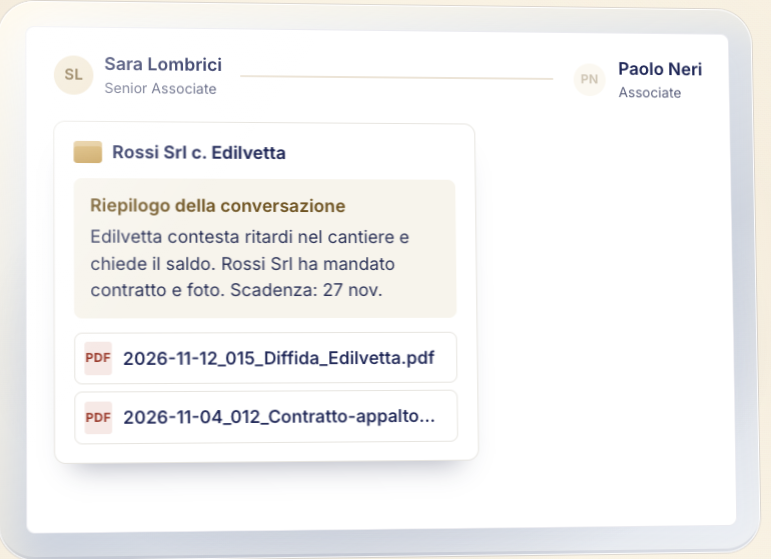 SL
Sara Lombrici
Senior Associate
PN
Paolo Neri
Associate
Rossi Srl c. Edilvetta
Riepilogo della conversazione
Edilvetta contesta ritardi nel cantiere e
chiede il saldo. Rossi Srl ha mandato
contratto e foto. Scadenza: 27 nov.
PDF 2026-11-12_015_Diffida_Edilvetta.pdf
PDF 2026-11-04_012_Contratto-appalto...